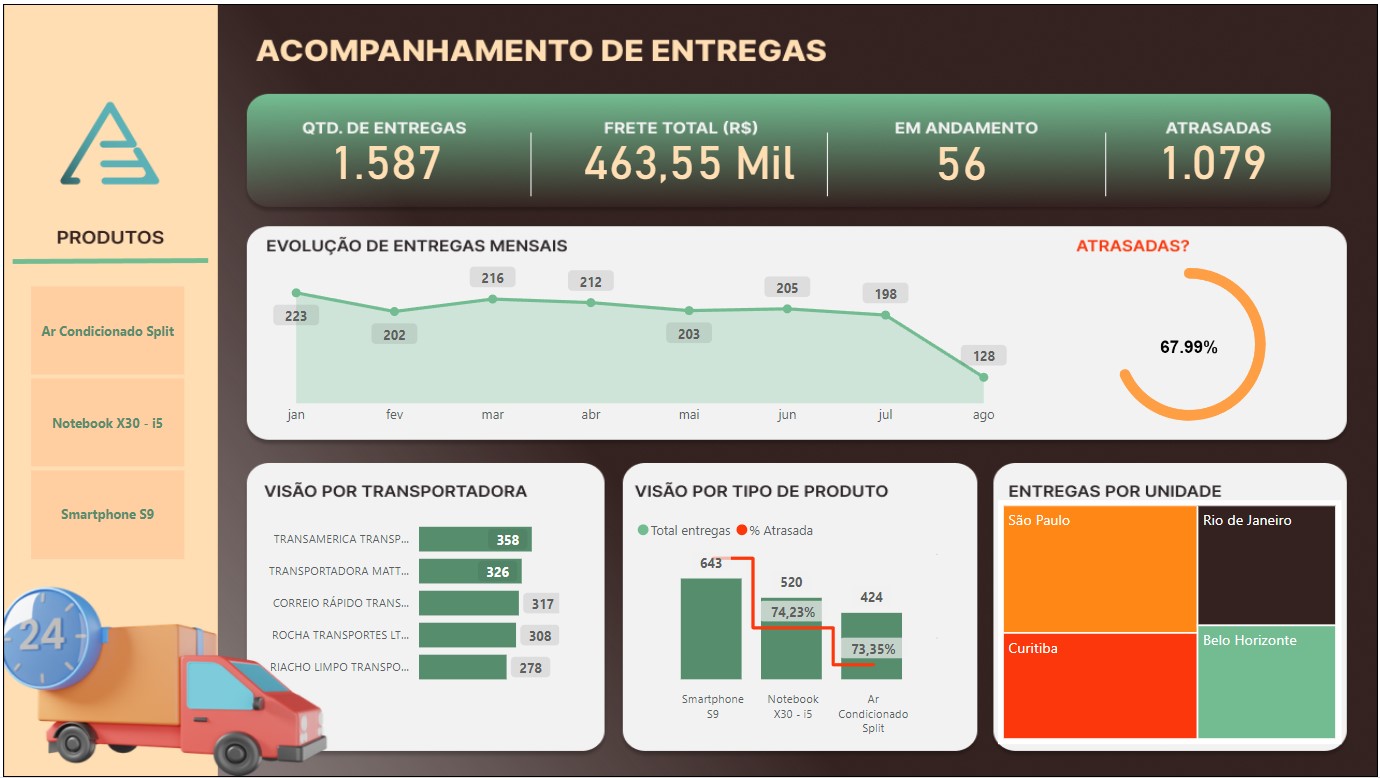 ACOMPANHAMENTO DE ENTREGAS
QTD. DE ENTREGAS
1.587
FRETE TOTAL (R$)
463,55 Mil
EM ANDAMENTO
56
ATRASADAS
1.079
PRODUTOS
Ar Condicionado Split
Notebook X30 - i5
Smartphone S9
24
EVOLUÇÃO DE ENTREGAS MENSAIS
223
202
216
212
203
205
198
128
jan
fev
mar
abr
mai
jun
jul
ago
ATRASADAS?
67.99%
VISÃO POR TRANSPORTADORA
TRANSAMERICA TRANSP... 358
TRANSPORTADORA MATT... 326
CORREIO RÁPIDO TRANS... 317
ROCHA TRANSPORTES LT... 308
RIACHO LIMPO TRANSPO... 278
VISÃO POR TIPO DE PRODUTO
Total entregas
% Atrasada
643
520
424
74,23%
73,35%
Smartphone
S9
Notebook
X30 - i5
Ar
Condicionado
Split
ENTREGAS POR UNIDADE
São Paulo
Rio de Janeiro
Curitiba
Belo Horizonte